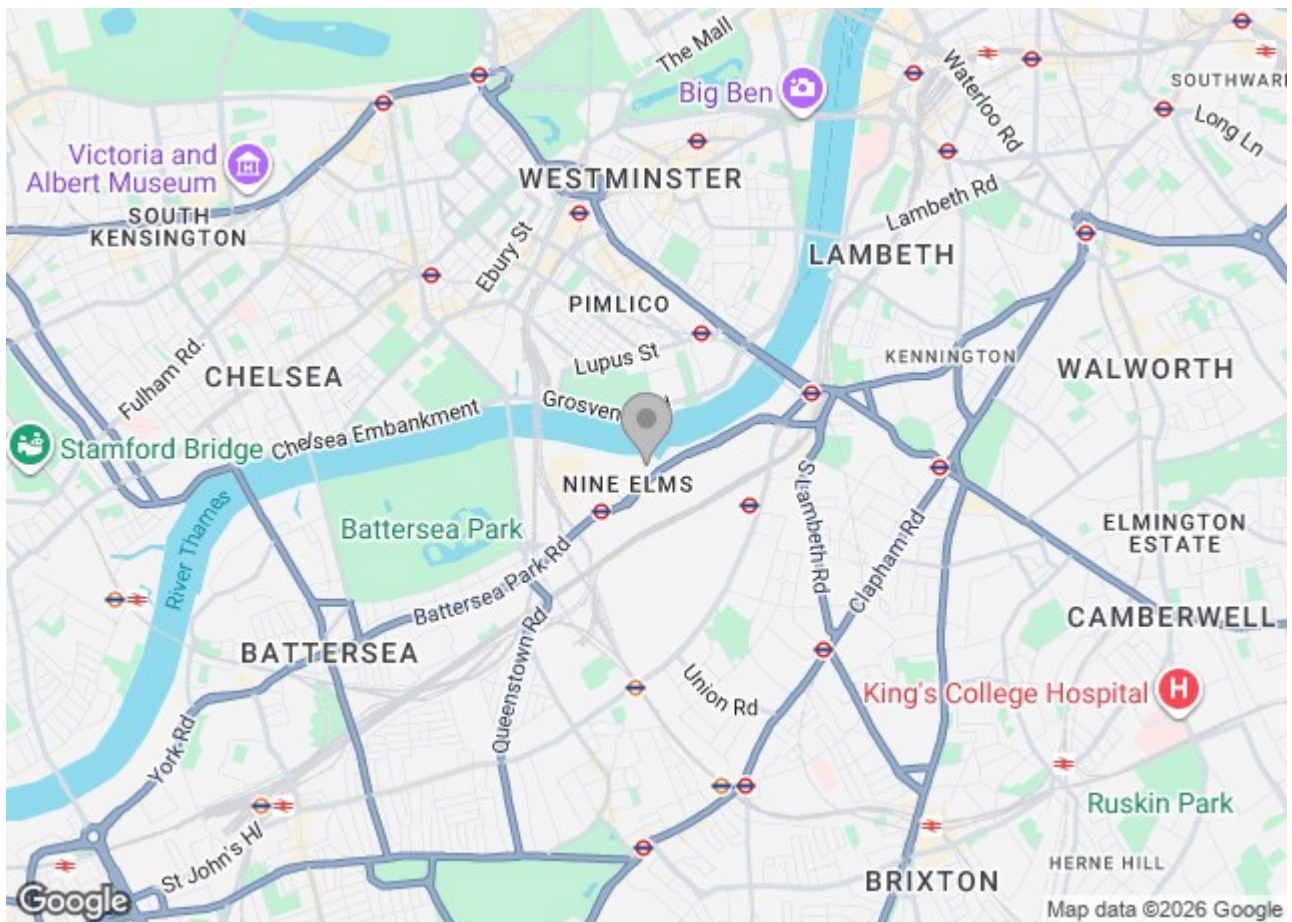 The Mall
Big Ben
Waterloo Rd
SOUTHWAR
Long Ln
Victoria and
Albert Museum
WESTMINSTER
SOUTH
KENSINGTON
Lambeth Rd
Ebury St
LAMBETH
PIMLICO
Lupus St
KENNINGTON
Fulham Rd.
CHELSEA
WALWORTH
Grosven
d
Chelsea Embankment
Stamford Bridge
NINE ELMS
S Lambeth Rd
River Thames
Battersea Park
Clapham Rd
ELMINGTON
ESTATE
Battersea Park Rd
CAMBERWELL
BATTERSEA
Queenstown Rd
Union Rd
King's College Hospital
H
York Rd
Ruskin Park
St John's Hl
HERNE HILL
BRIXTON
Google
Map data ©2026 Google